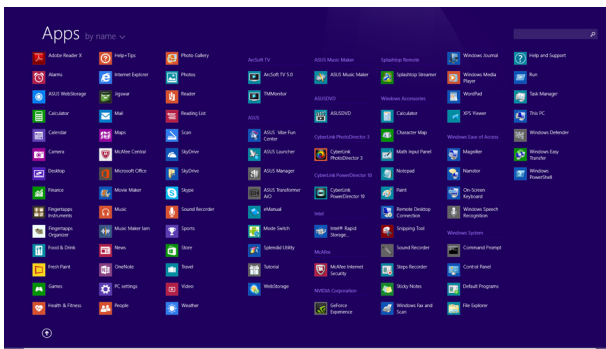 Apps by name
Adobe Reader X
Alarms
ASUS WebStorage
Calculator
Calendar
Camera
Desktop
Finance
Fingertapps
Instruments
Fingertapps
Organizer
Food & Drink
Fresh Paint
Games
Health & Fitness
Help+Tips
Internet Explorer
Jigswar
Mail
Maps
McAfee Central
Microsoft Office
Movie Maker
Music
Music Maker Jam
News
OneNote
PC settings
People
Photo Gallery
Photos
Reader
Reading List
Scan
SkyDrive
SkyDrive
Skype
Sound Recorder
Sports
Store
Travel
Video
Weather
ArcSoft TV
ArcSoft TV 5.0
TMMonitor
ASUS
ASUS Vibe Fun
Center
ASUS Launcher
ASUS Manager
ASUS Transformer
AiO
eManual
Mode Switch
Splendid Utility
Tutorial
WebStorage
ASUS Music Maker
ASUS Music Maker
ASUSDVD
ASUSDVD
CyberLink PhotoDirector 3
CyberLink
PhotoDirector 3
CyberLink PowerDirector 10
CyberLink
PowerDirector 10
Intel
Intel® Rapid
Storage...
McAfee
McAfee Internet
Security
NVIDIA Corporation
GeForce
Experience
Splashtop Remote
Splashtop Streamer
Windows Accessories
Calculator
Character Map
Math Input Panel
Notepad
Paint
Remote Desktop
Connection
Snipping Tool
Sound Recorder
Steps Recorder
Sticky Notes
Windows Fax and
Scan
Windows Journal
Windows Media
Player
WordPad
XPS Viewer
Windows Ease of Access
Magnifier
Narrator
On-Screen
Keyboard
Windows Speech
Recognition
Windows System
Command Prompt
Control Panel
Default Programs
File Explorer
Help and Support
Run
Task Manager
This PC
Windows Defender
Windows Easy
Transfer
Windows
PowerShell